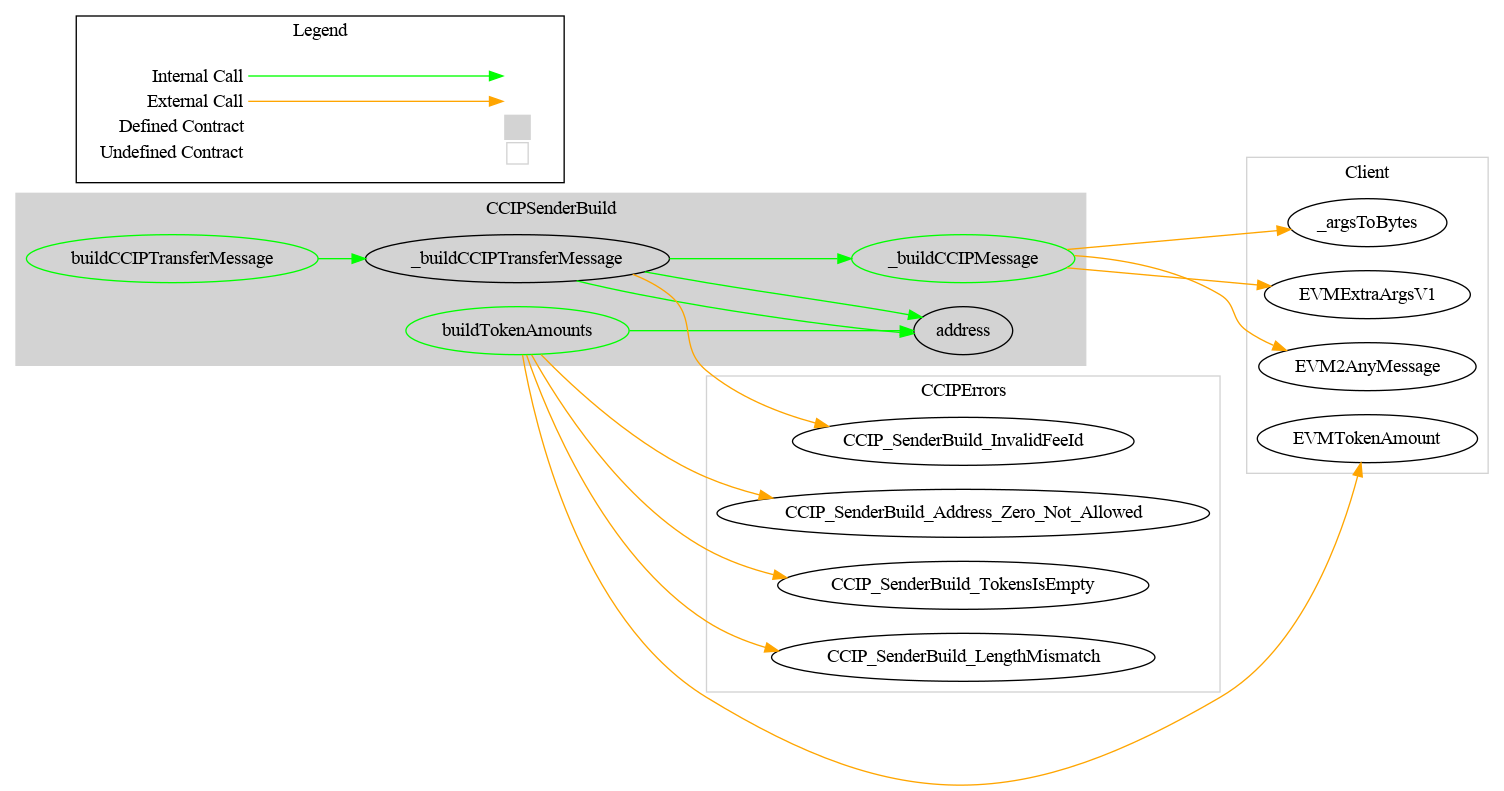 Legend
Internal Call
External Call
Defined Contract
Undefined Contract
CCIPSenderBuild
buildCCIPTransferMessage
_buildCCIPTransferMessage
_buildCCIPMessage
buildTokenAmounts
address
CCIPErrors
CCIP_SenderBuild_InvalidFeeId
CCIP_SenderBuild_Address_Zero_Not_Allowed
CCIP_SenderBuild_TokensIsEmpty
CCIP_SenderBuild_LengthMismatch
Client
_argsToBytes
EVMExtraArgsV1
EVM2AnyMessage
EVMTokenAmount